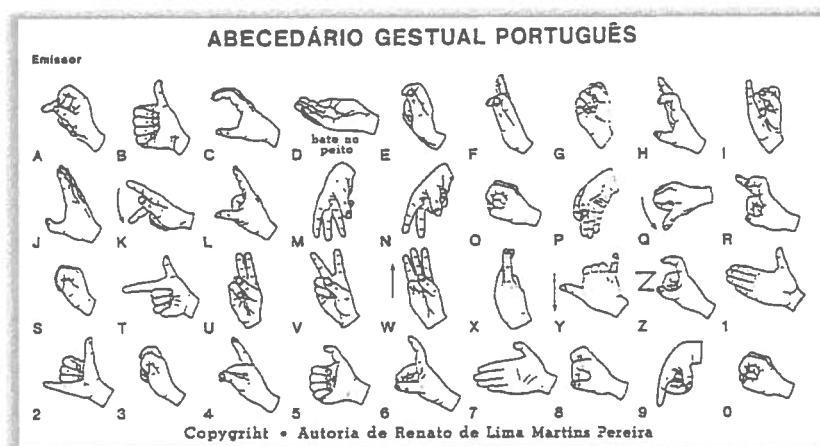 ABECEDÁRIO GESTUAL PORTUGUÊS
Emissor
A B C D E F G H I
bate no
peito
J K L M N O P Q R
S T U V W X Y Z 1
2 3 4 5 6 7 8 9 0
Copygriht • Autoria de Renato de Lima Martins Pereira